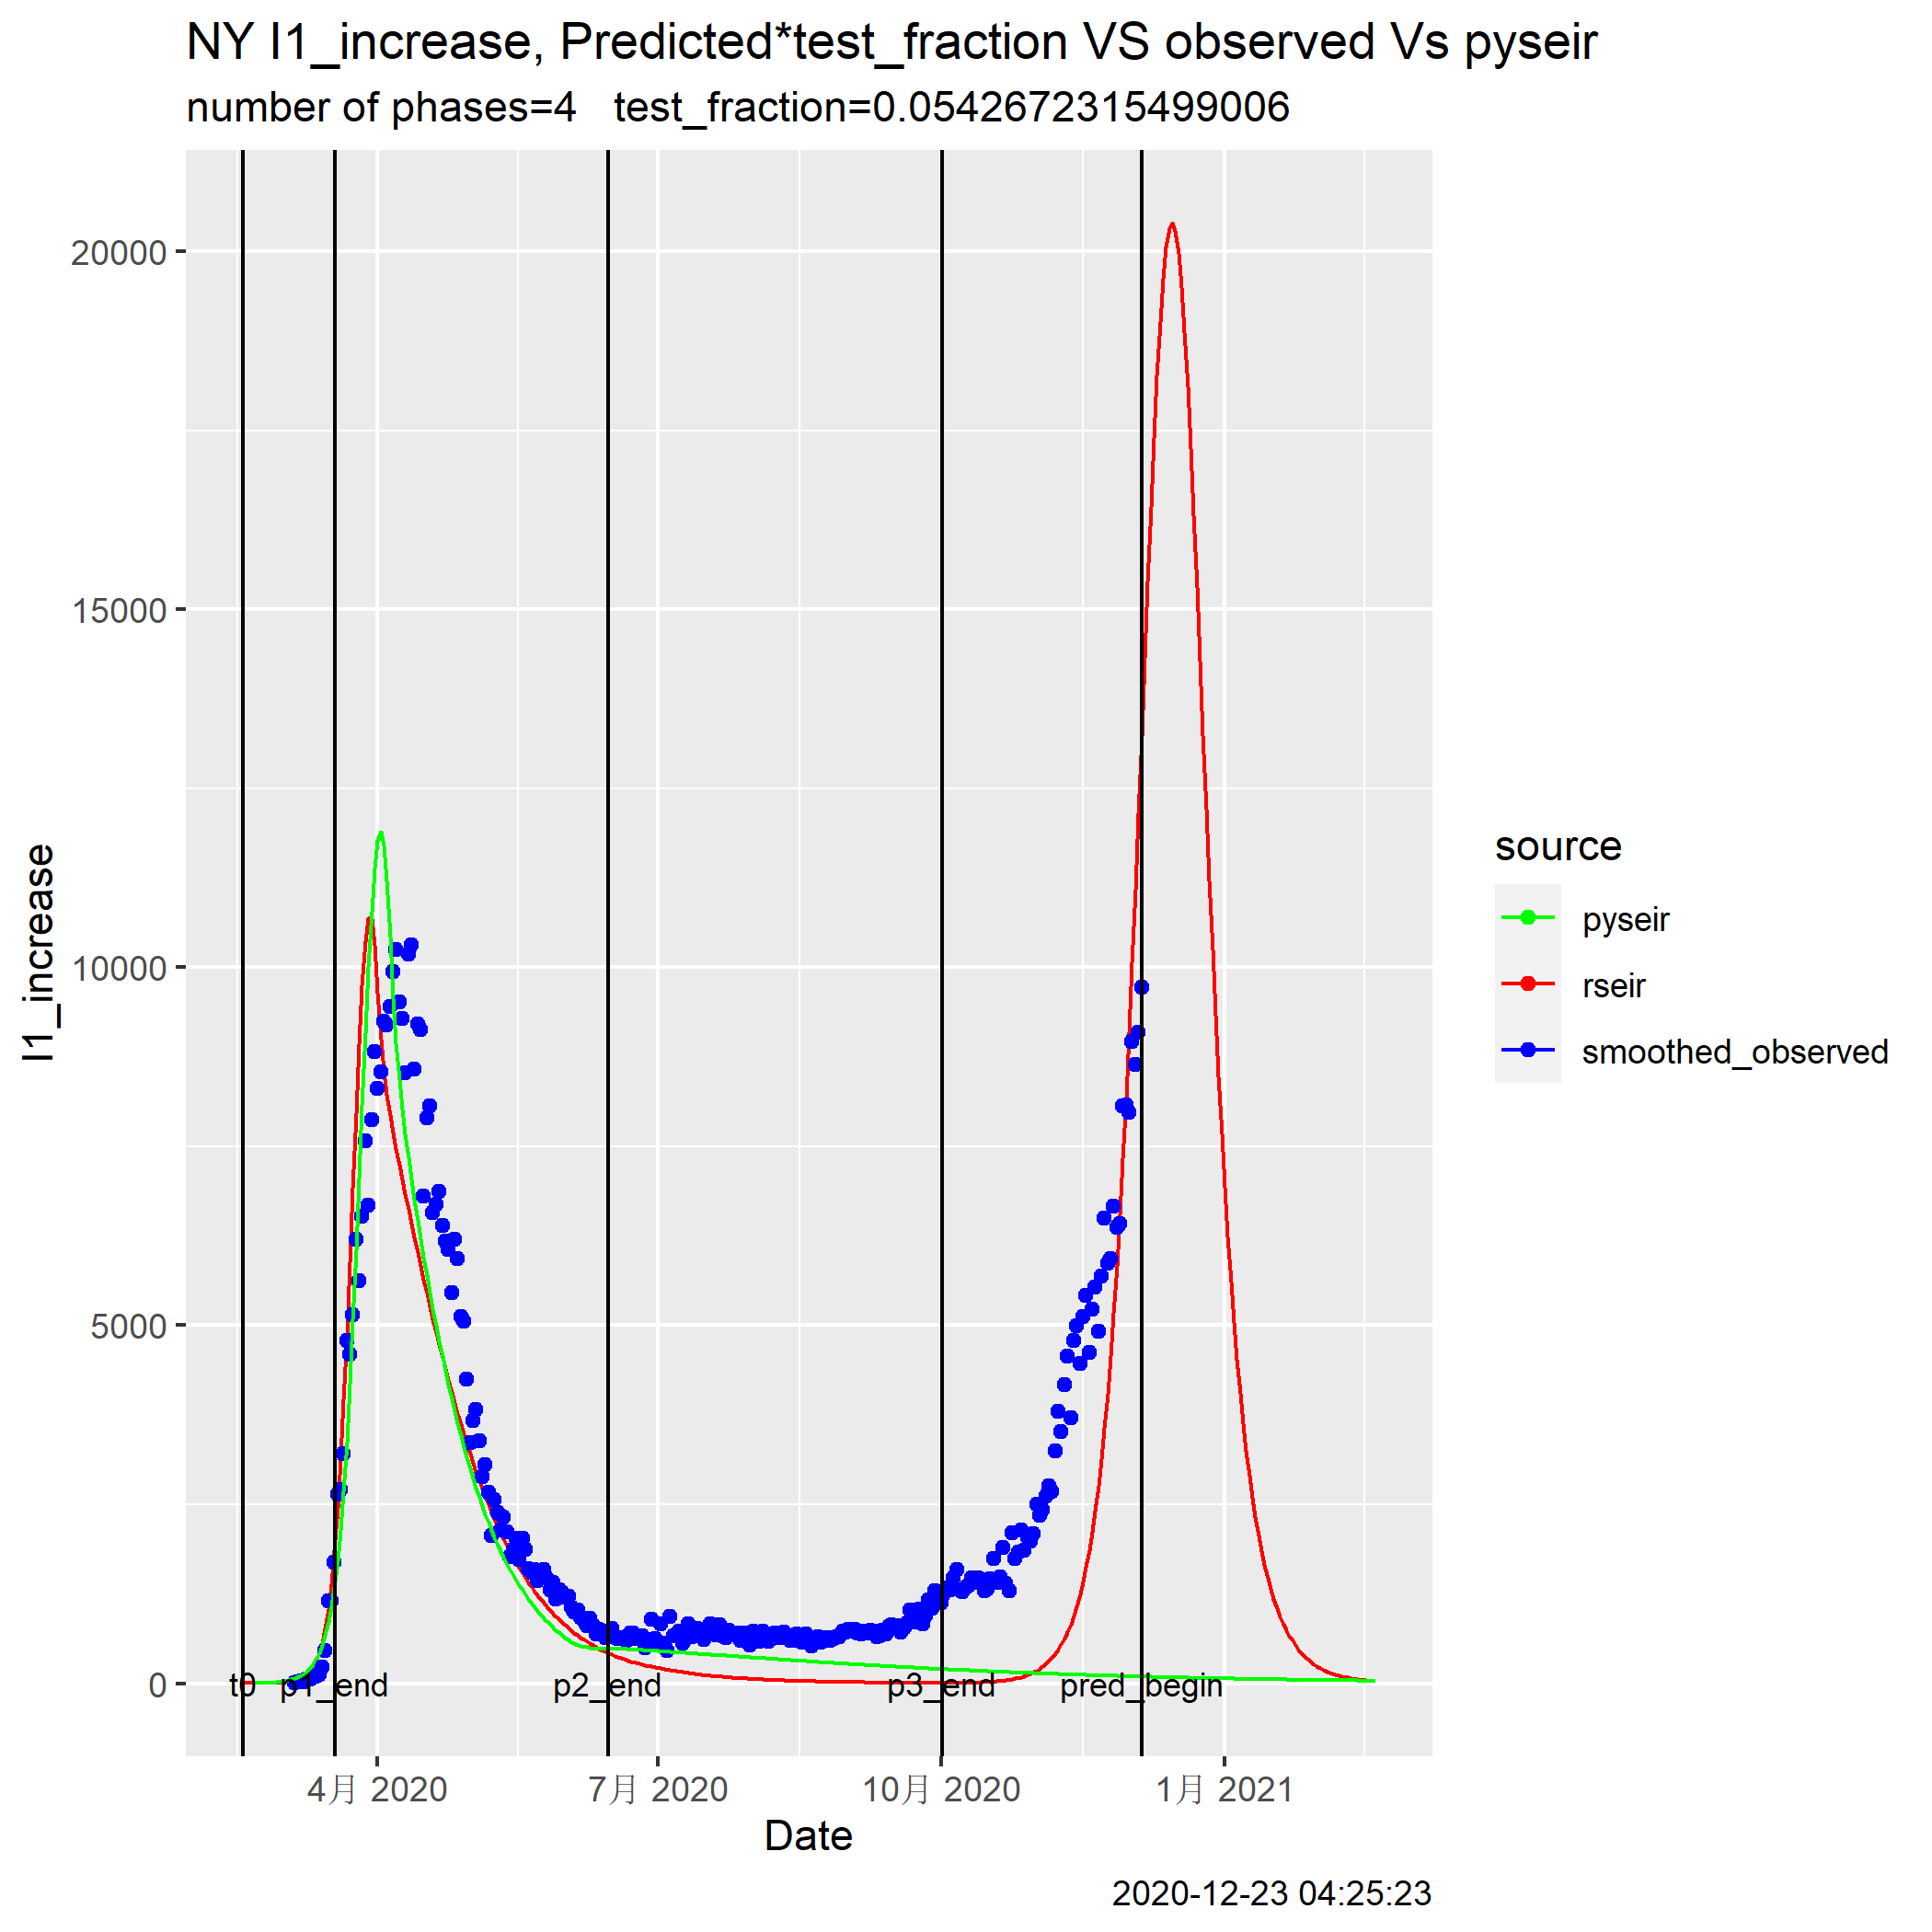 NY I1_increase, Predicted*test_fraction VS observed Vs pyseir
number of phases=4   test_fraction=0.0542672315499006
20000
15000
10000
5000
0
I1_increase
t0
p1_end
p2_end
p3_end
pred_begin
4月 2020
7月 2020
10月 2020
1月 2021
Date
source
pyseir
rseir
smoothed_observed
2020-12-23 04:25:23